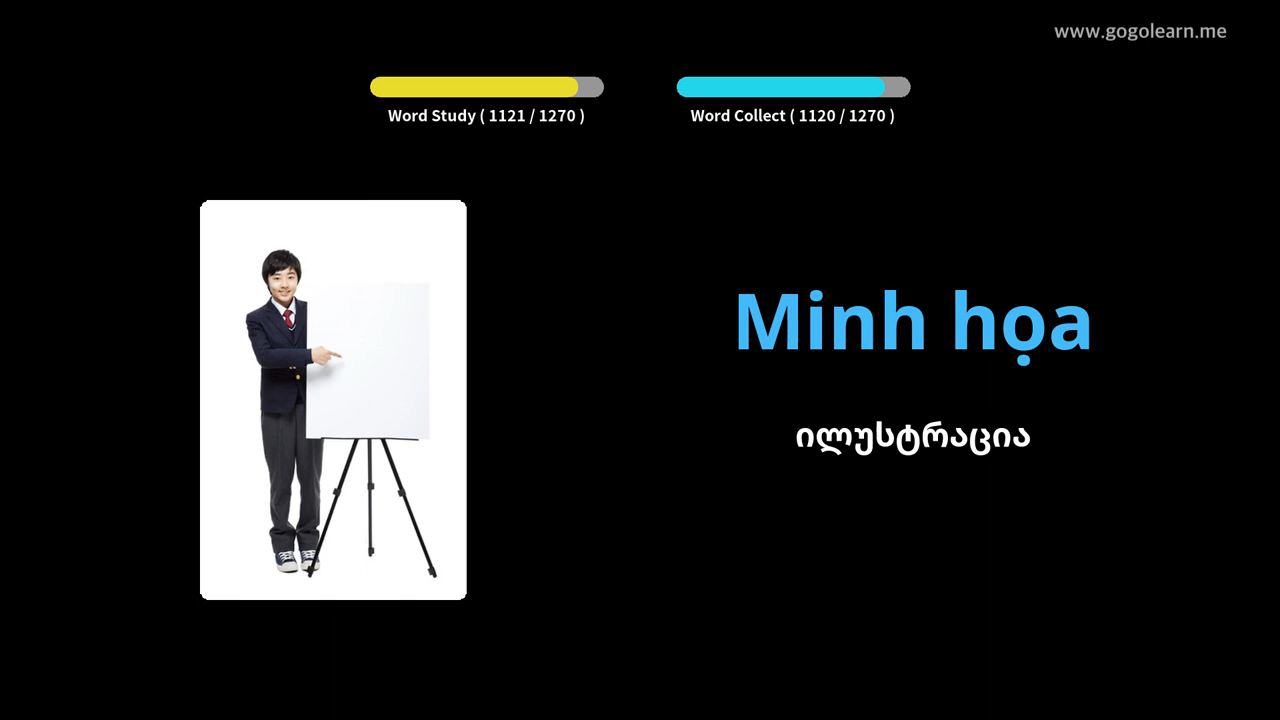 www.gogolearn.me
Word Study ( 1121 / 1270 )
Word Collect ( 1120 / 1270 )
Minh họa
ილუსტრაცია